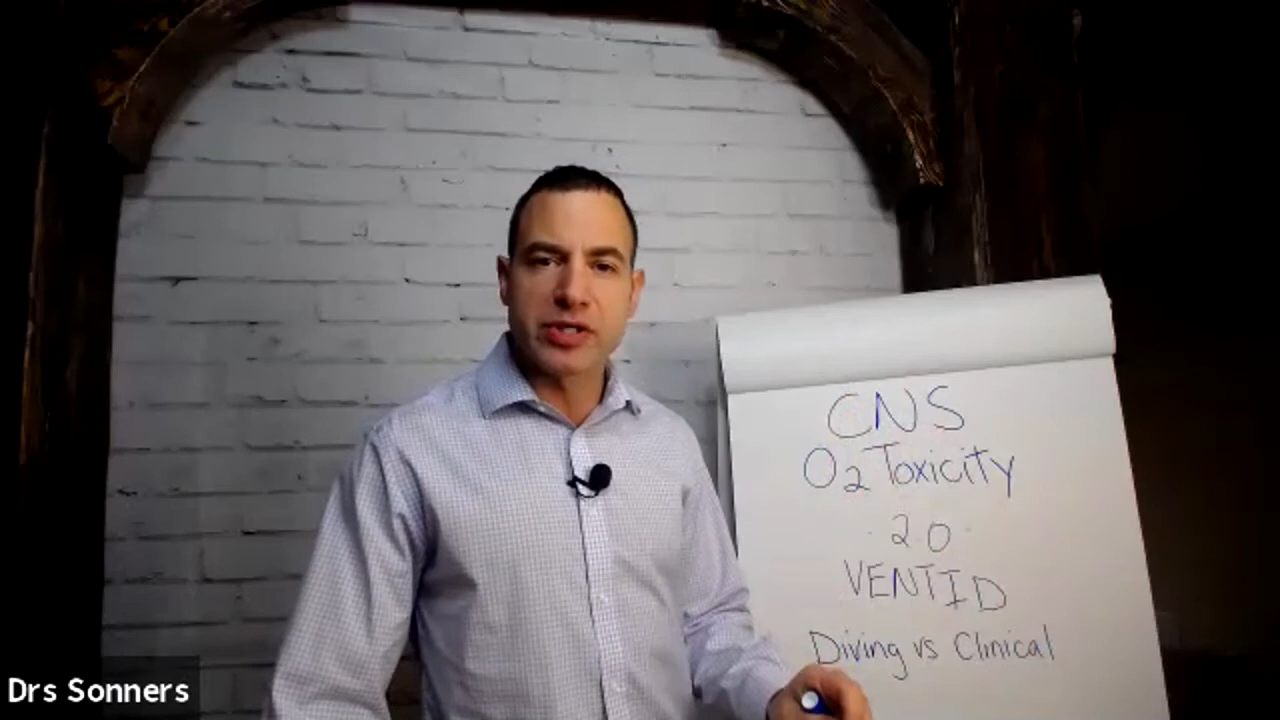 CNS
O2 Toxicity
2.0
VENTID
Diving vs Clinical
Drs Sonners